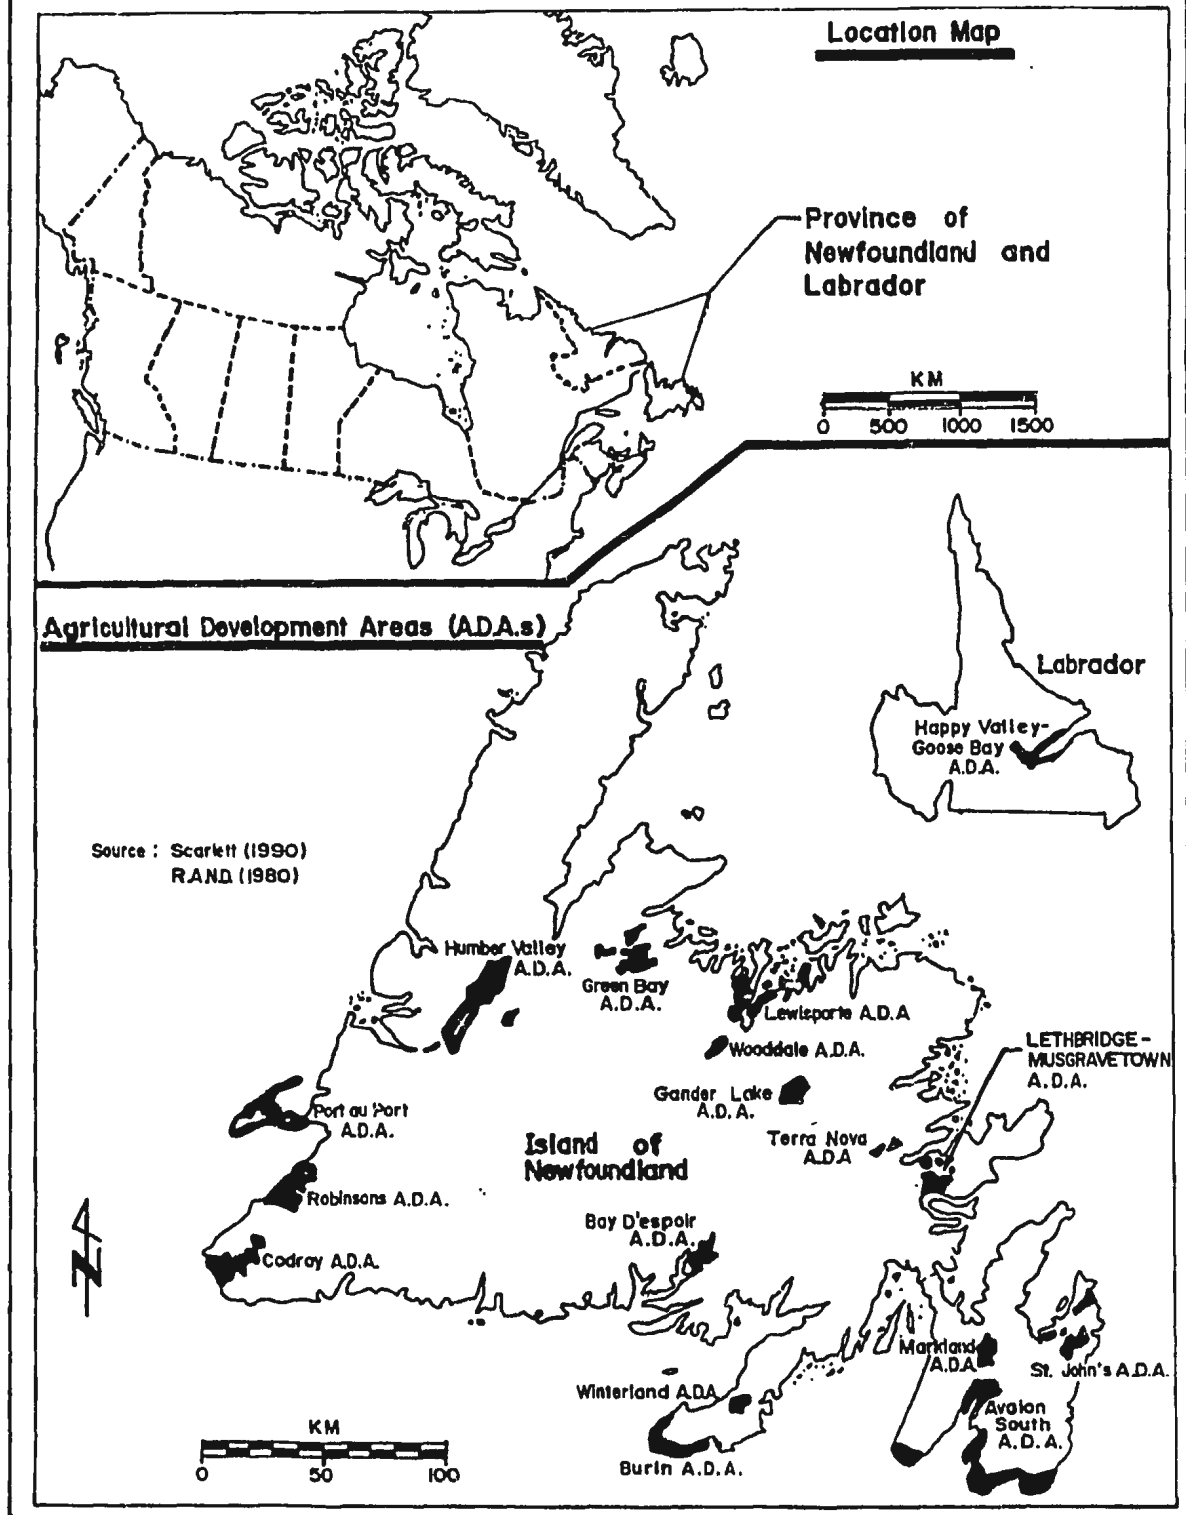 Location Map
Province of
Newfoundland and
Labrador
KM
0 500 1000 1500
Agricultural Development Areas (A.D.A.s)
Labrador
Happy Valley-
Goose Bay
A.D.A.
Source : Scarlett (1990)
R.A.N.D. (1980)
Humber Valley
A.D.A.
Green Bay
A.D.A.
Lewisporte A.D.A
Wooddale A.D.A.
LETHBRIDGE-
MUSGRAVETOWN
A.D.A.
Gander Lake
A.D.A.
Port au Port
A.D.A.
Terra Nova
A.D.A
Island of
Newfoundland
Robinsons A.D.A.
Bay D'espoir
A.D.A.
Codroy A.D.A.
N
Markland
A.D.A
St. John's A.D.A.
Winterland A.D.A
Avalon
South
A.D.A.
KM
0 50 100
Burin A.D.A.